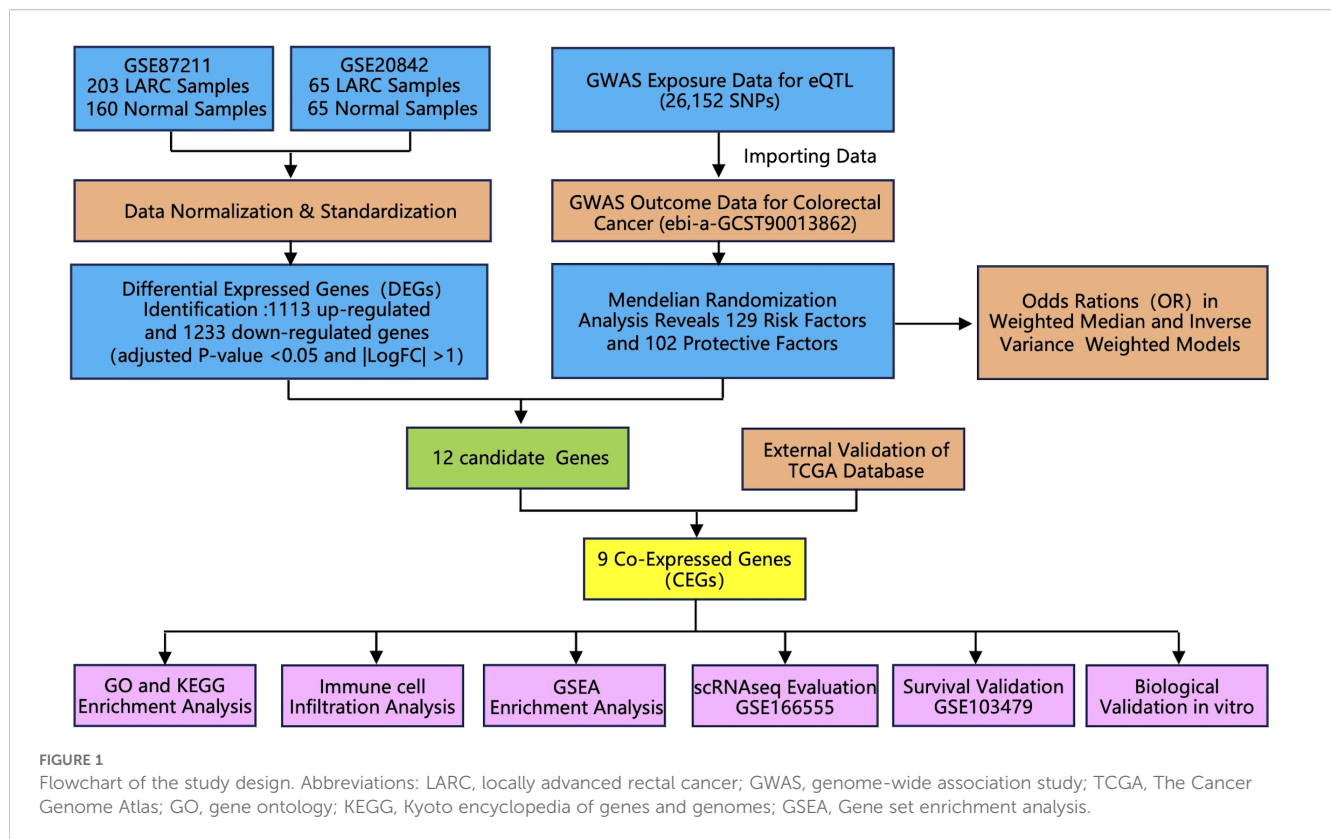 GSE87211
203 LARC Samples
160 Normal Samples
GSE20842
65 LARC Samples
65 Normal Samples
GWAS Exposure Data for eQTL
(26,152 SNPs)
Importing Data
Data Normalization & Standardization
GWAS Outcome Data for Colorectal
Cancer (ebi-a-GCST90013862)
Differential Expressed Genes (DEGs)
Identification :1113 up-regulated
and 1233 down-regulated genes
(adjusted P-value <0.05 and |LogFC| >1)
Mendelian Randomization
Analysis Reveals 129 Risk Factors
and 102 Protective Factors
Odds Rations (OR) in
Weighted Median and Inverse
Variance Weighted Models
12 candidate Genes
External Validation of
TCGA Database
9 Co-Expressed Genes
(CEGs)
GO and KEGG
Enrichment Analysis
Immune cell
Infiltration Analysis
GSEA
Enrichment Analysis
scRNAseq Evaluation
GSE166555
Survival Validation
GSE103479
Biological
Validation in vitro
FIGURE 1
Flowchart of the study design. Abbreviations: LARC, locally advanced rectal cancer; GWAS, genome-wide association study; TCGA, The Cancer
Genome Atlas; GO, gene ontology; KEGG, Kyoto encyclopedia of genes and genomes; GSEA, Gene set enrichment analysis.